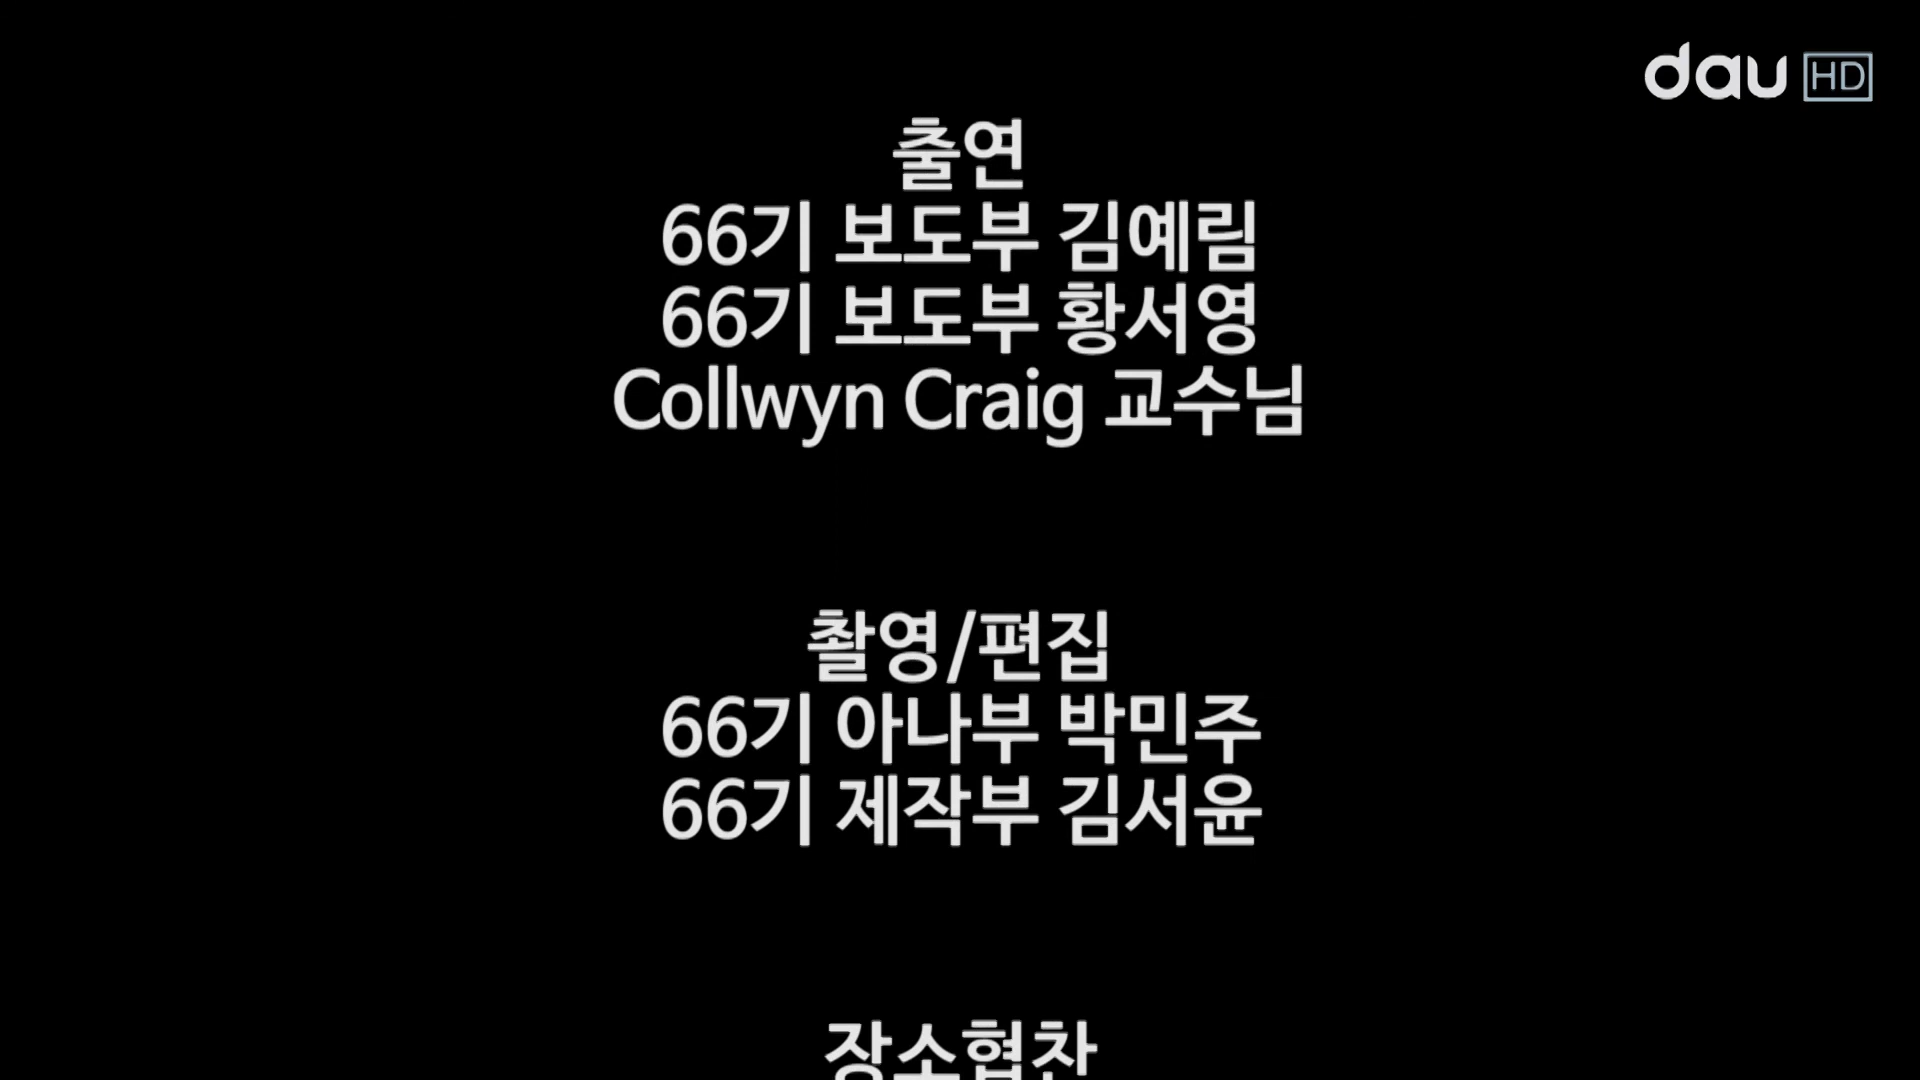 dau HD
출연
66기 보도부 김예림
66기 보도부 황서영
Collwyn Craig 교수님
촬영/편집
66기 아나부 박민주
66기 제작부 김서윤
장소협찬